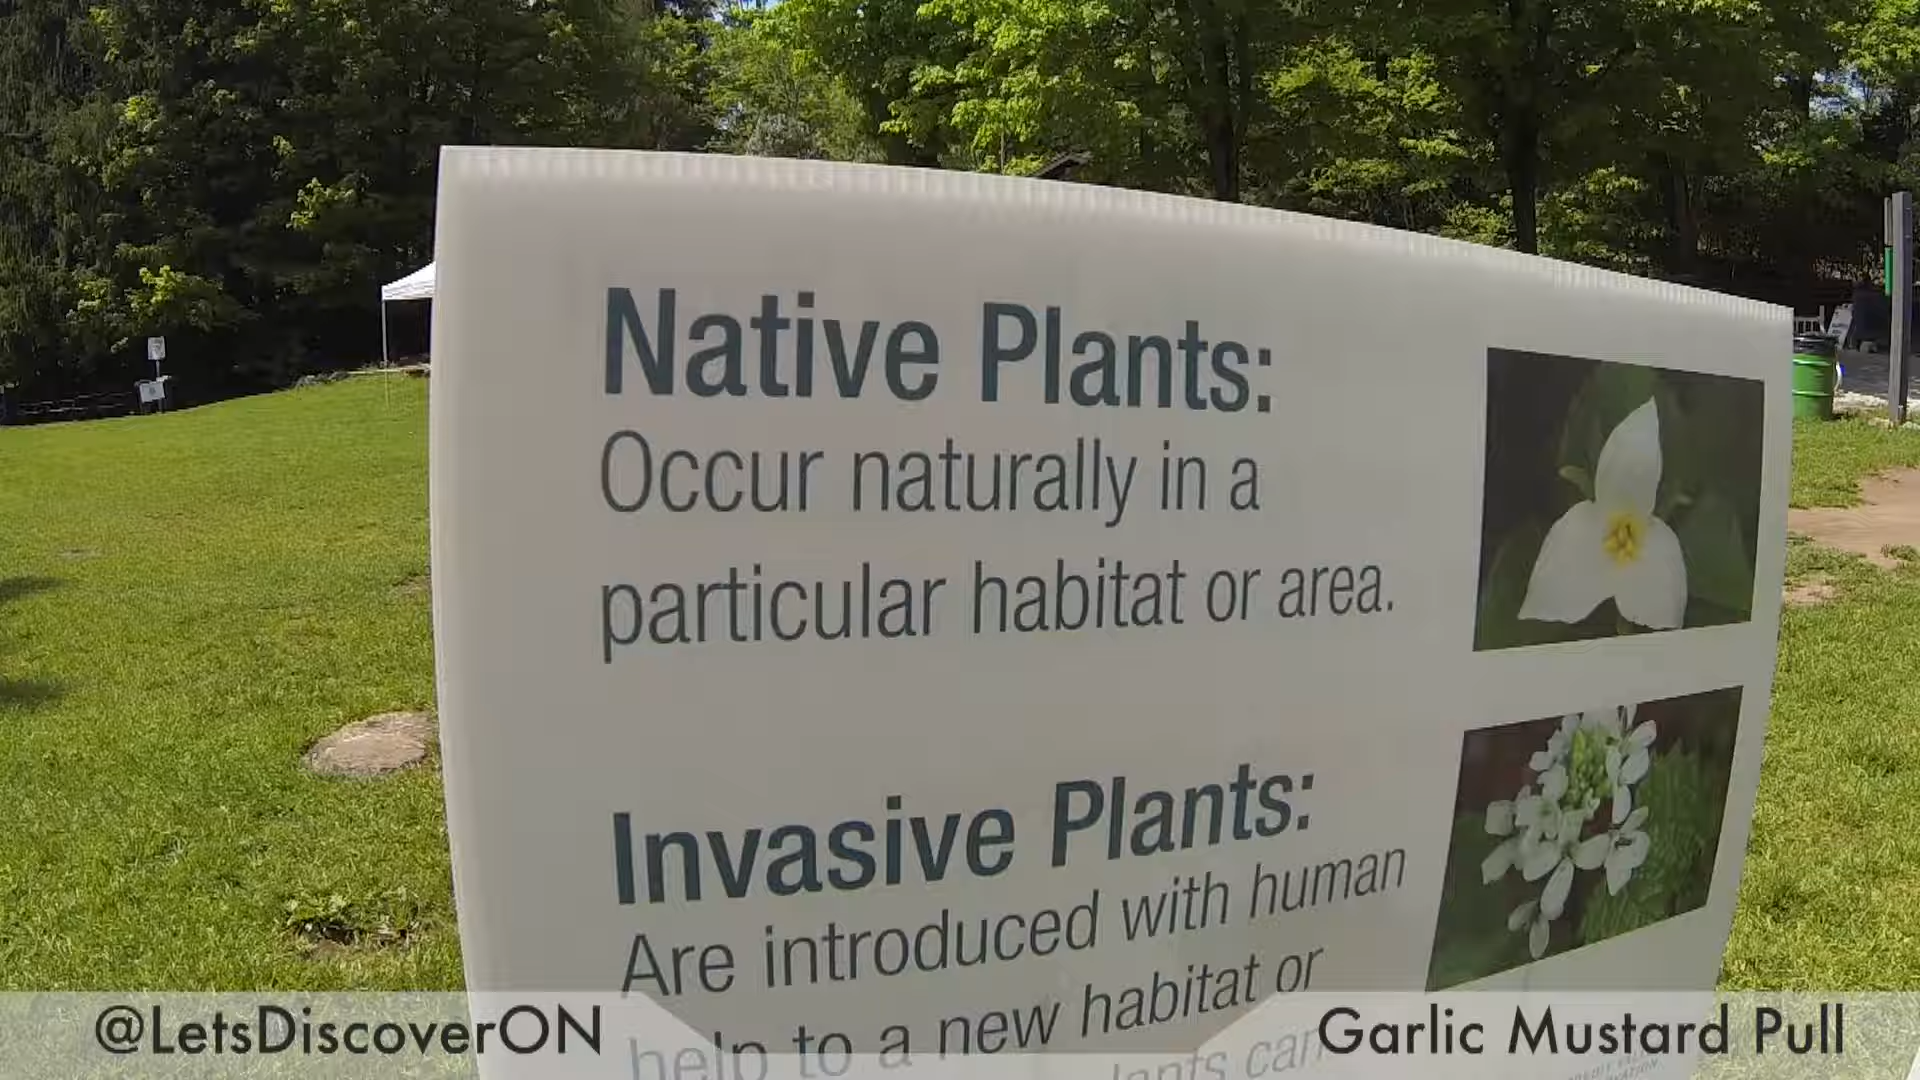 Native Plants:
Occur naturally in a
particular habitat or area.
Invasive Plants:
Are introduced with human
help to a new habitat or
@LetsDiscoverON
Garlic Mustard Pull